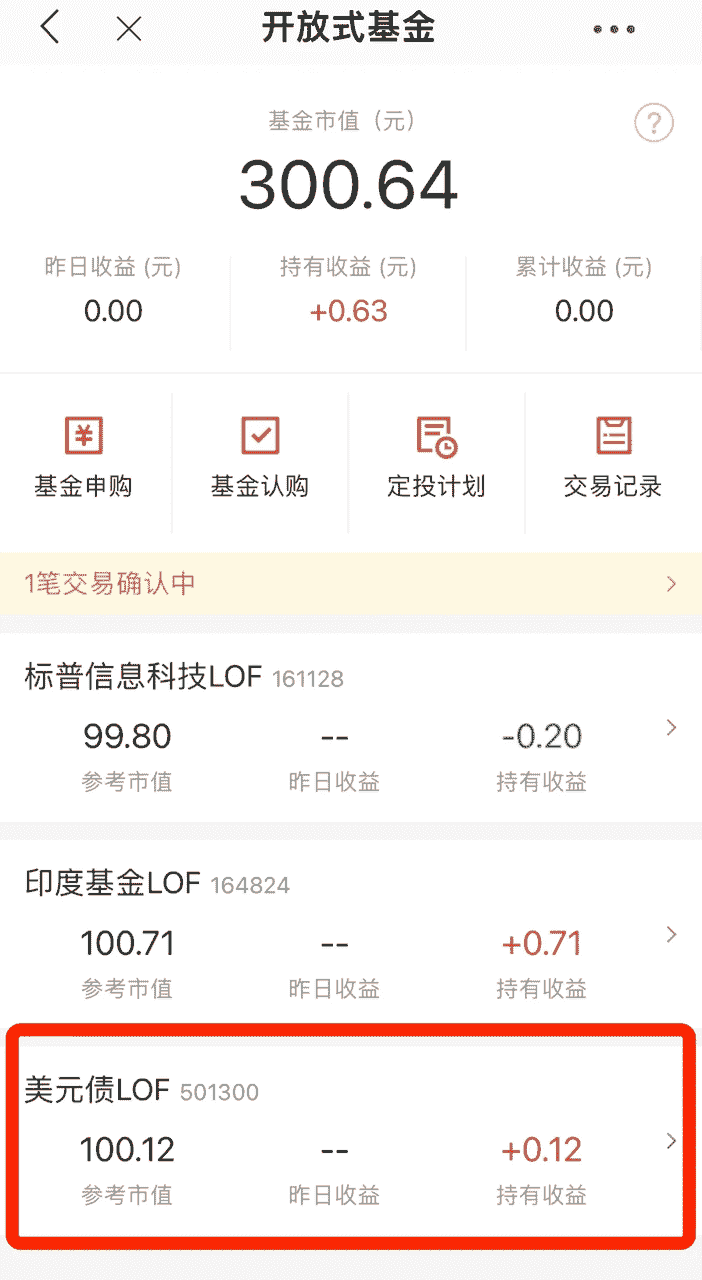 开放式基金
基金市值（元）
?
300.64
昨日收益 (元) 持有收益 (元) 累计收益 (元)
0.00 +0.63 0.00
¥
基金申购 基金认购 定投计划 交易记录
1笔交易确认中
标普信息科技LOF 161128
99.80 -- -0.20
参考市值 昨日收益 持有收益
印度基金LOF 164824
100.71 -- +0.71
参考市值 昨日收益 持有收益
美元债LOF 501300
100.12 -- +0.12
参考市值 昨日收益 持有收益